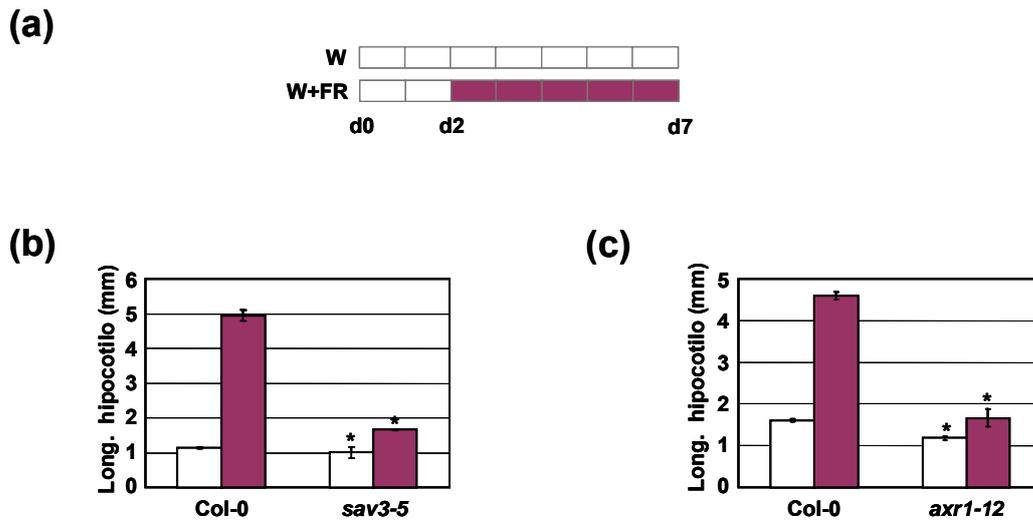 (a)
W
W+FR
d0 d2 d7
(b)
Long. hipocotilo (mm)
6
5
4
3
2
1
0
*
*
Col-0 sav3-5
(c)
Long. hipocotilo (mm)
5
4
3
2
1
0
*
*
Col-0 axr1-12